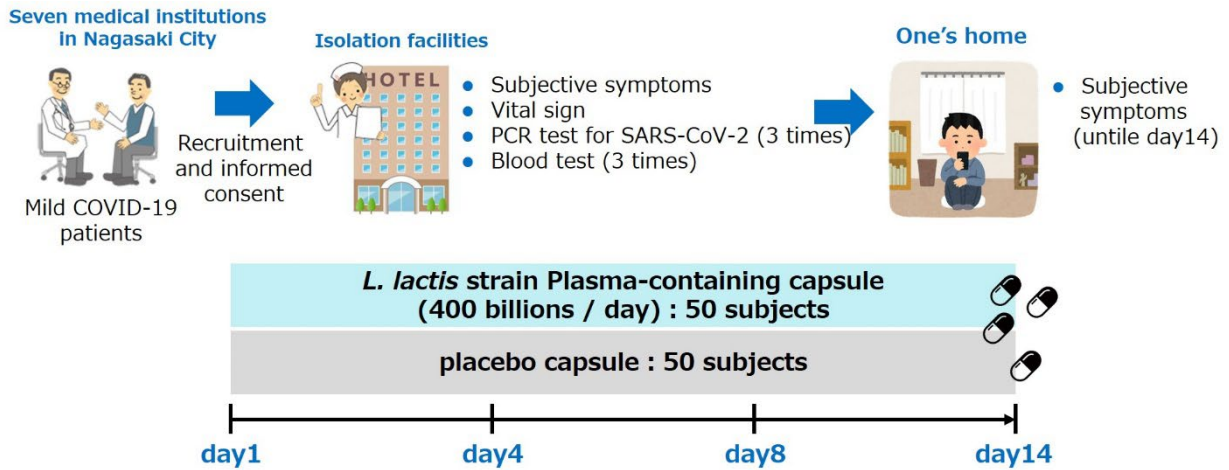 Seven medical institutions
in Nagasaki City
Mild COVID-19
patients
Recruitment
and informed
consent
Isolation facilities
HOTEL
● Subjective symptoms
● Vital sign
● PCR test for SARS-CoV-2 (3 times)
● Blood test (3 times)
One's home
● Subjective
symptoms
(untile day14)
L. lactis strain Plasma-containing capsule
(400 billions / day) : 50 subjects
placebo capsule : 50 subjects
day1 day4 day8 day14